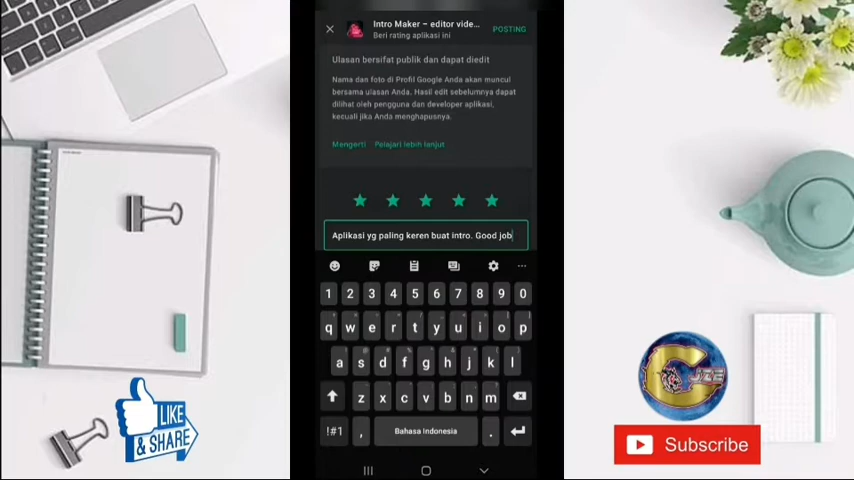 Intro Maker – editor vide...
Beri rating aplikasi ini
POSTING
Ulasan bersifat publik dan dapat diedit
Nama dan foto di Profil Google Anda akan muncul
bersama ulasan Anda. Hasil edit sebelumnya dapat
dilihat oleh pengguna dan developer aplikasi,
kecuali jika Anda menghapusnya.
Mengerti Pelajari lebih lanjut
Aplikasi yg paling keren buat intro. Good job
1 2 3 4 5 6 7 8 9 0
q w e r t y u i o p
a s d f g h j k l
z x c v b n m
!#1 , Bahasa Indonesia .
LIKE
& SHARE
C JZE
Subscribe